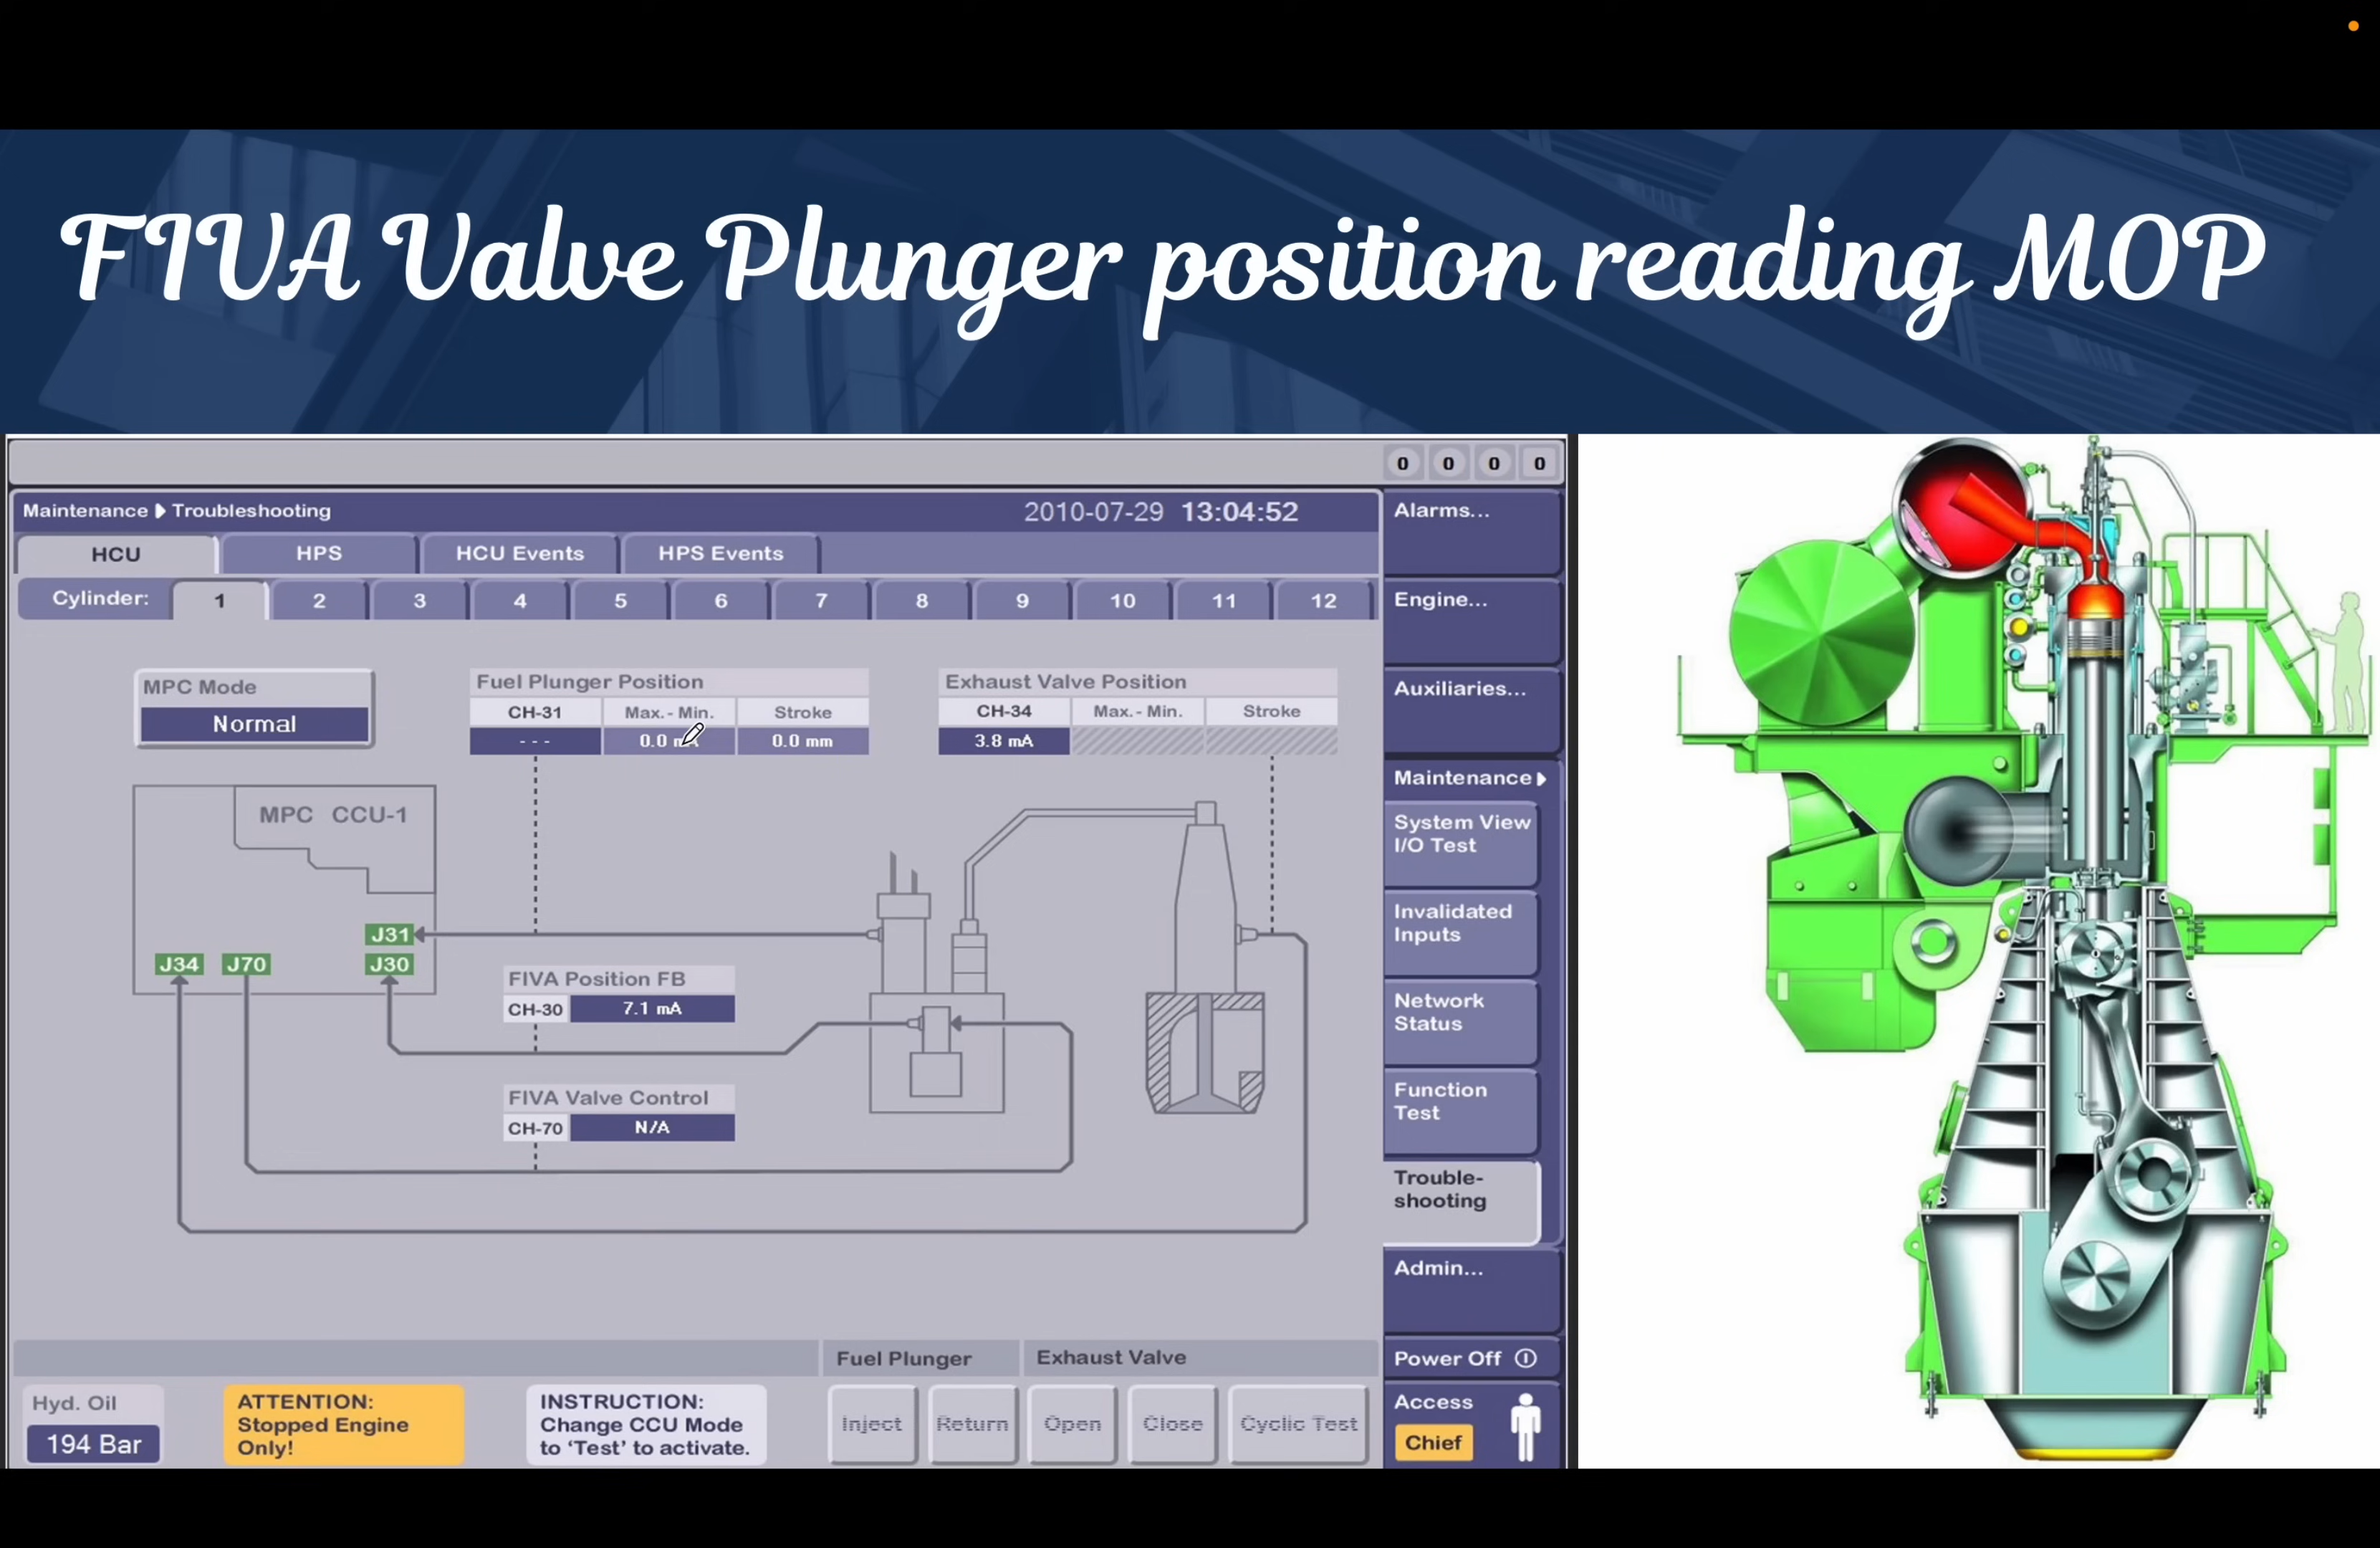 FIVA Valve Plunger position reading MOP
0 0 0 0
Maintenance Troubleshooting 2010-07-29 13:04:52
HCU HPS HCU Events HPS Events
Cylinder: 1 2 3 4 5 6 7 8 9 10 11 12
MPC Mode
Normal
Fuel Plunger Position
CH-31 Max.- Min. Stroke
--- 0.0 0.0 mm
Exhaust Valve Position
CH-34 Max.- Min. Stroke
3.8 mA
MPC CCU-1
J31
J34 J70 J30
FIVA Position FB
CH-30 7.1 mA
FIVA Valve Control
CH-70 N/A
Alarms...
Engine...
Auxiliaries...
Maintenance
System View
I/O Test
Invalidated
Inputs
Network
Status
Function
Test
Trouble-
shooting
Admin...
Power Off
Access
Chief
Fuel Plunger Exhaust Valve
Hyd. Oil
194 Bar
ATTENTION:
Stopped Engine
Only!
INSTRUCTION:
Change CCU Mode
to ‘Test’ to activate.
Inject Return Open Close Cyclic Test